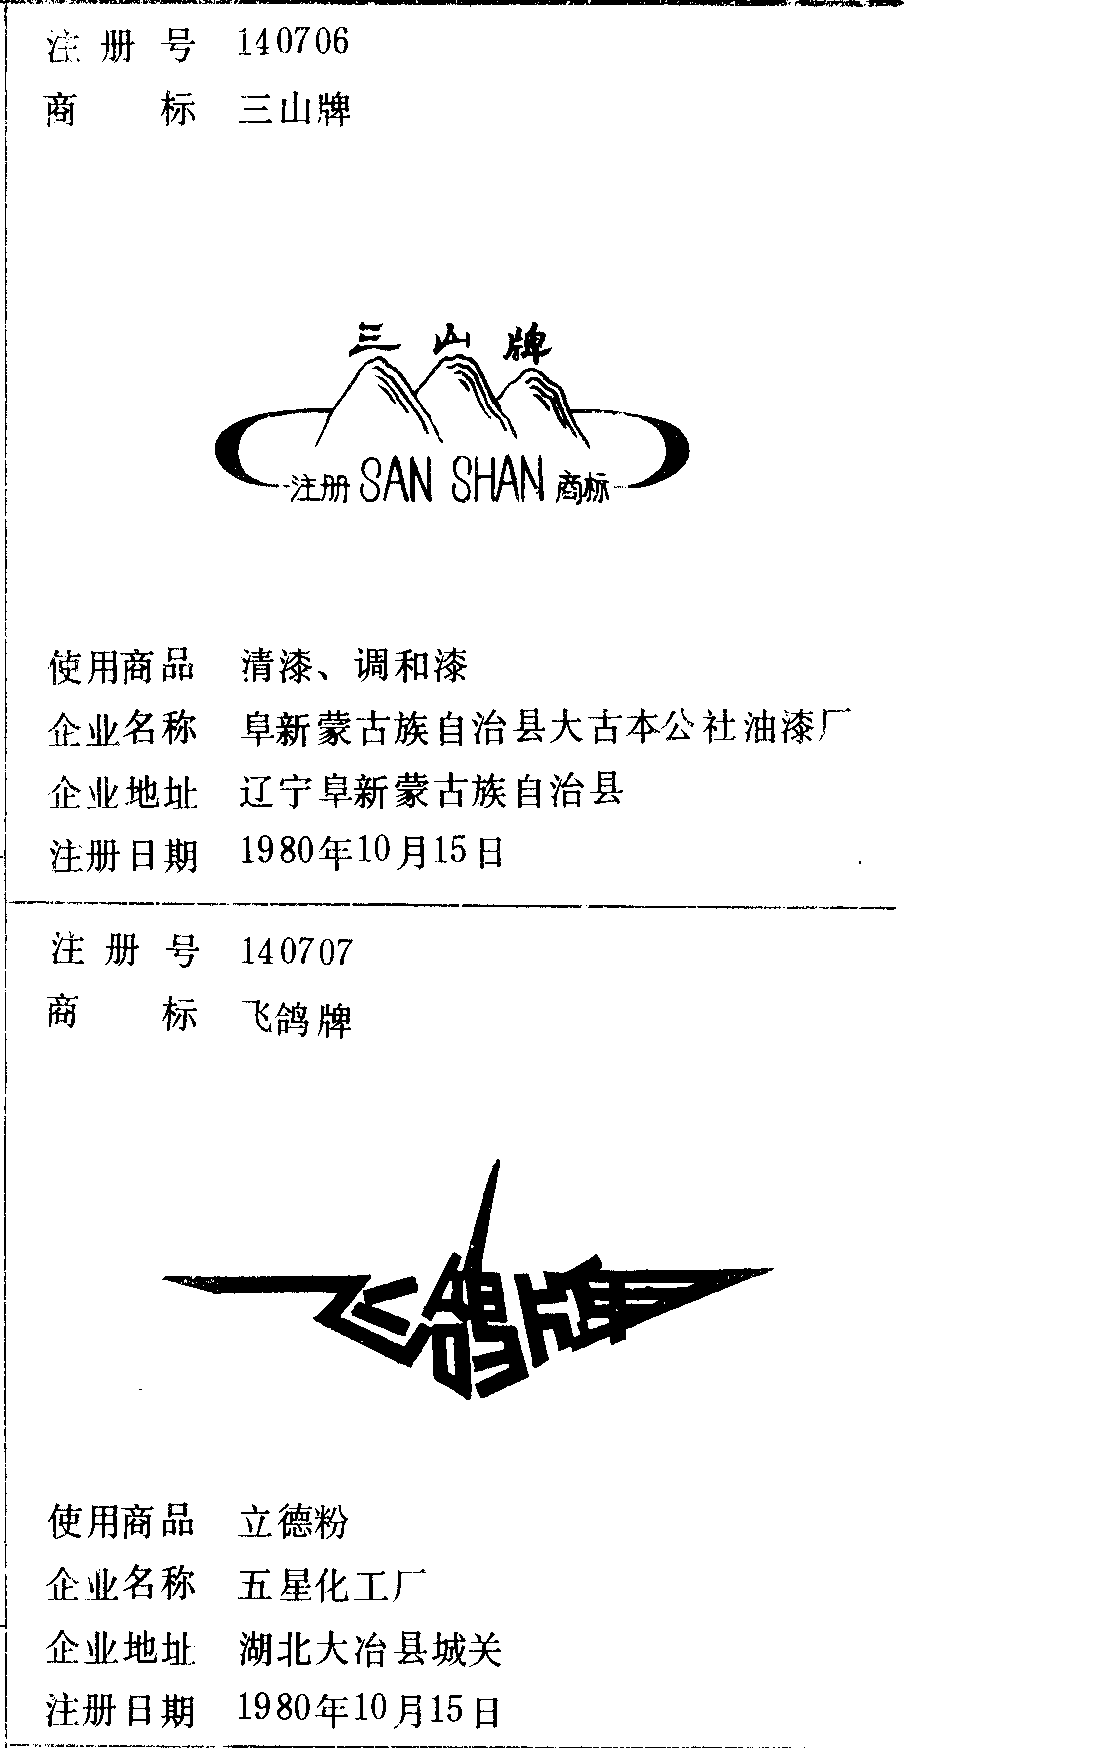 注册号 140706
商标 三山牌
三山牌
注册 SAN SHAN 商标
使用商品 清漆、调和漆
企业名称 阜新蒙古族自治县大古本公社油漆厂
企业地址 辽宁阜新蒙古族自治县
注册日期 1980年10月15日
注册号 140707
商标 飞鸽牌
飞鸽牌
使用商品 立德粉
企业名称 五星化工厂
企业地址 湖北大冶县城关
注册日期 1980年10月15日